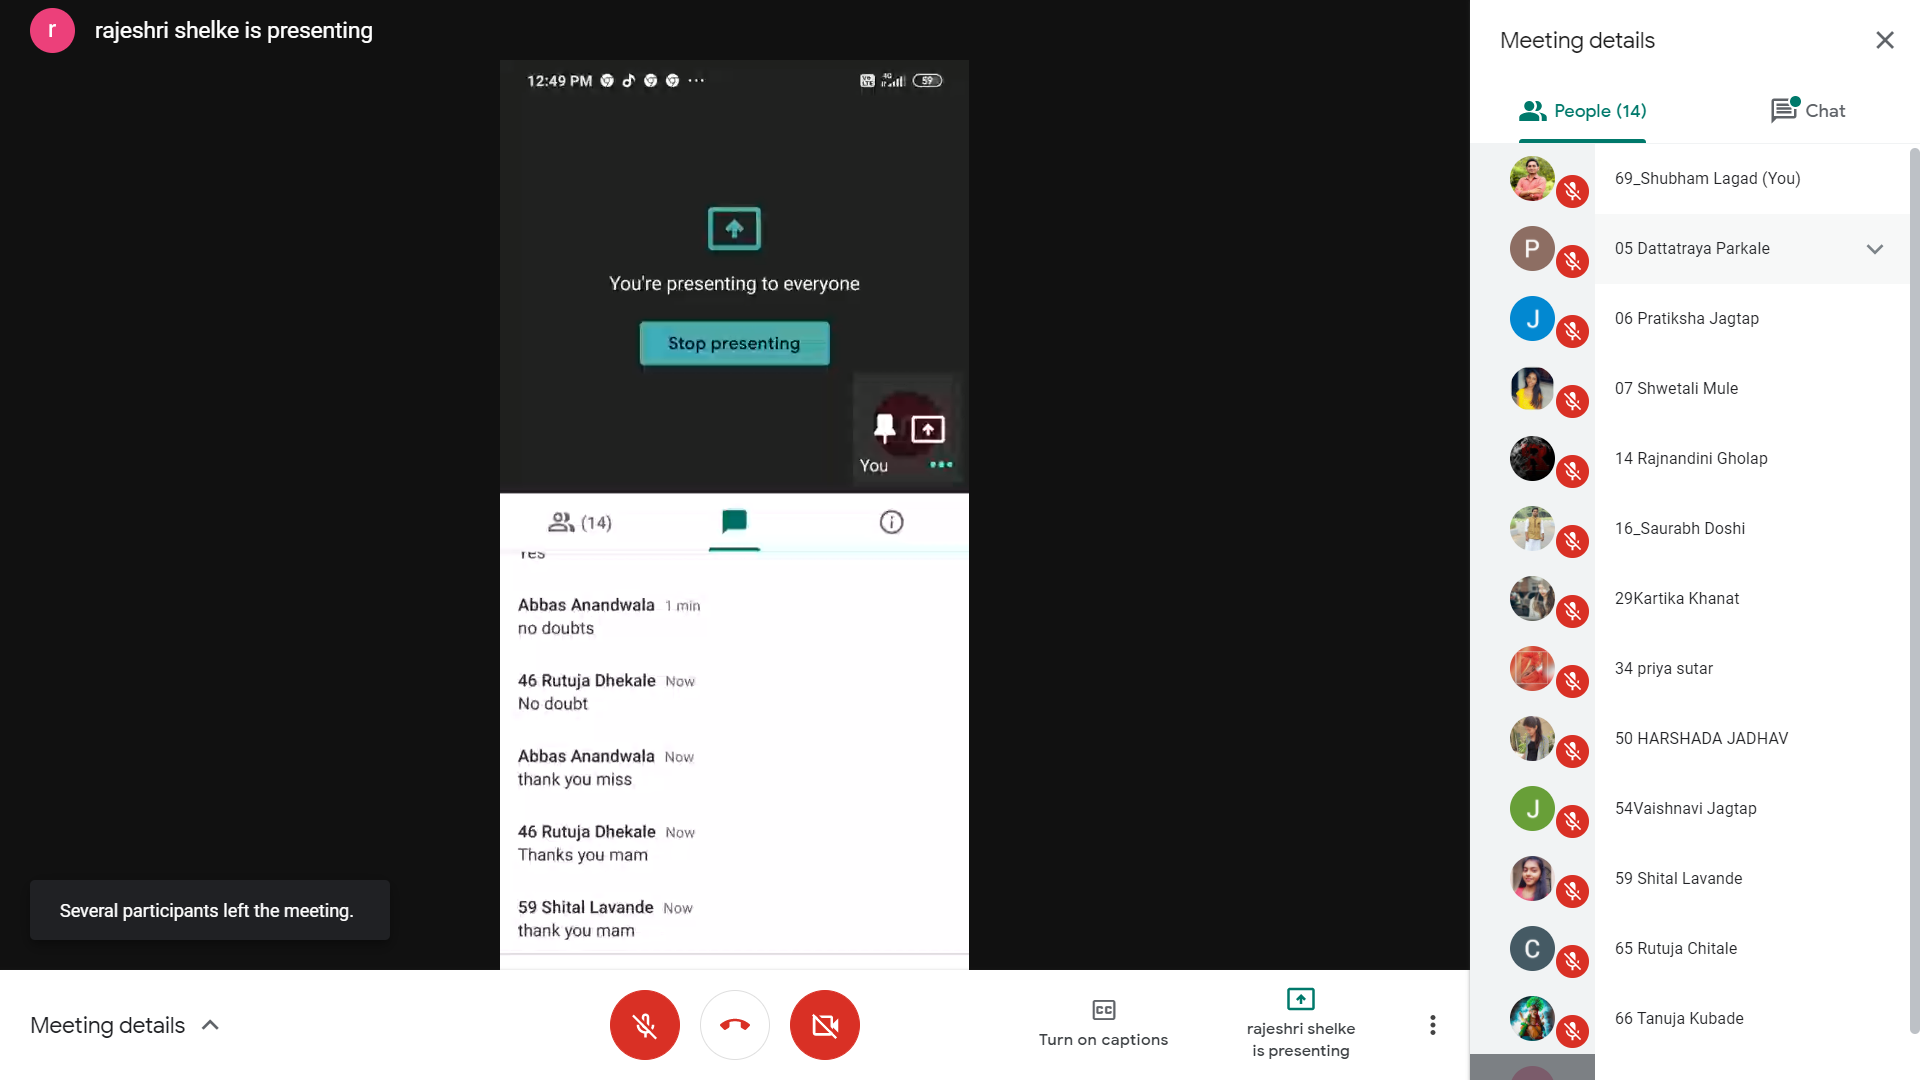 r
rajeshri shelke is presenting
12:49 PM
Vo LTE
4G
59
You're presenting to everyone
Stop presenting
You
(14)
Yes
Abbas Anandwala 1 min
no doubts
46 Rutuja Dhekale Now
No doubt
Abbas Anandwala Now
thank you miss
46 Rutuja Dhekale Now
Thanks you mam
59 Shital Lavande Now
thank you mam
Several participants left the meeting.
Meeting details
CC
Turn on captions
rajeshri shelke
is presenting
Meeting details
People (14)
Chat
69_Shubham Lagad (You)
P
05 Dattatraya Parkale
J
06 Pratiksha Jagtap
07 Shwetali Mule
14 Rajnandini Gholap
16_Saurabh Doshi
29Kartika Khanat
34 priya sutar
50 HARSHADA JADHAV
J
54Vaishnavi Jagtap
59 Shital Lavande
C
65 Rutuja Chitale
66 Tanuja Kubade